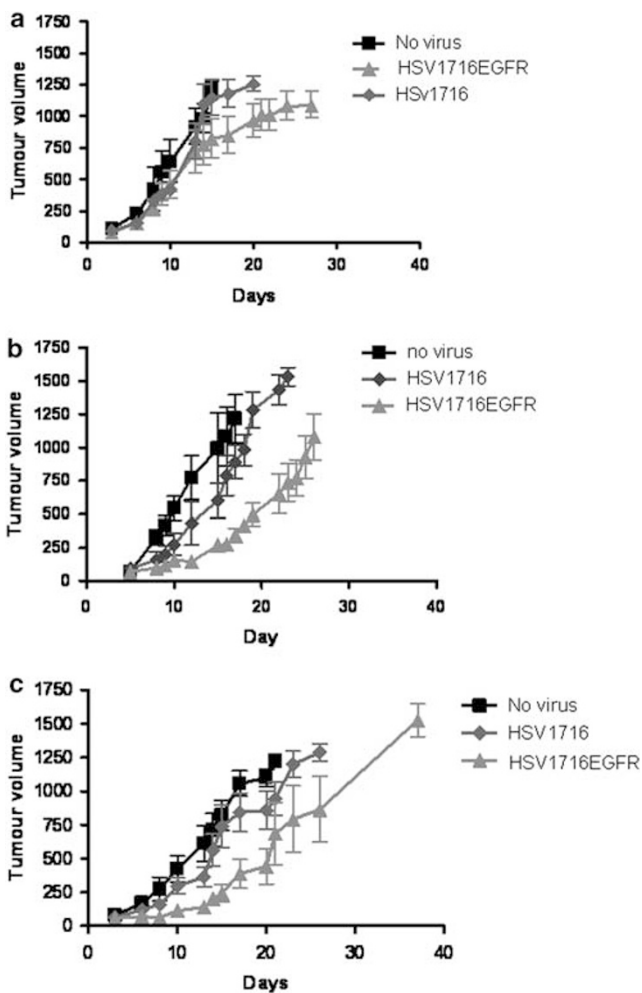 a
1750
1500
1250
1000
750
500
250
0
Tumour volume
0 10 20 30 40
Days
No virus
HSV1716EGFR
HSv1716
b
1750
1500
1250
1000
750
500
250
0
Tumour volume
0 10 20 30 40
Day
no virus
HSV1716
HSV1716EGFR
c
1750
1500
1250
1000
750
500
250
0
Tumour volume
0 10 20 30 40
Days
No virus
HSV1716
HSV1716EGFR